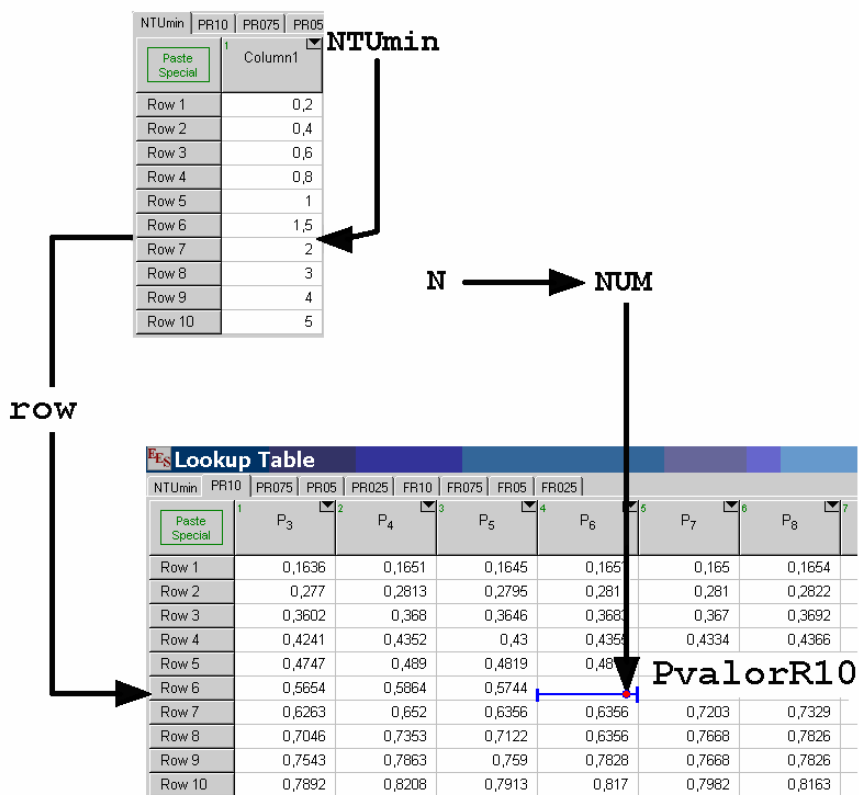 NTUmin PR10 PR075 PR05
Paste Special 1 Column1
NTUmin
Row 1 0,2
Row 2 0,4
Row 3 0,6
Row 4 0,8
Row 5 1
Row 6 1,5
Row 7 2
Row 8 3
Row 9 4
Row 10 5
N NUM
row
EES Lookup Table
NTUmin PR10 PR075 PR05 PR025 FR10 FR075 FR05 FR025
Paste Special 1 P3 2 P4 3 P5 4 P6 5 P7 6 P8 7
Row 1 0,1636 0,1651 0,1645 0,165 0,1654
Row 2 0,277 0,2813 0,2795 0,281 0,281 0,2822
Row 3 0,3602 0,368 0,3646 0,3683 0,367 0,3692
Row 4 0,4241 0,4352 0,43 0,4355 0,4334 0,4366
Row 5 0,4747 0,489 0,4819
PvalorR10
Row 6 0,5654 0,5864 0,5744
Row 7 0,6263 0,652 0,6356 0,6356 0,7203 0,7329
Row 8 0,7046 0,7353 0,7122 0,6356 0,7668 0,7826
Row 9 0,7543 0,7863 0,759 0,7828 0,7668 0,7826
Row 10 0,7892 0,8208 0,7913 0,817 0,7982 0,8163